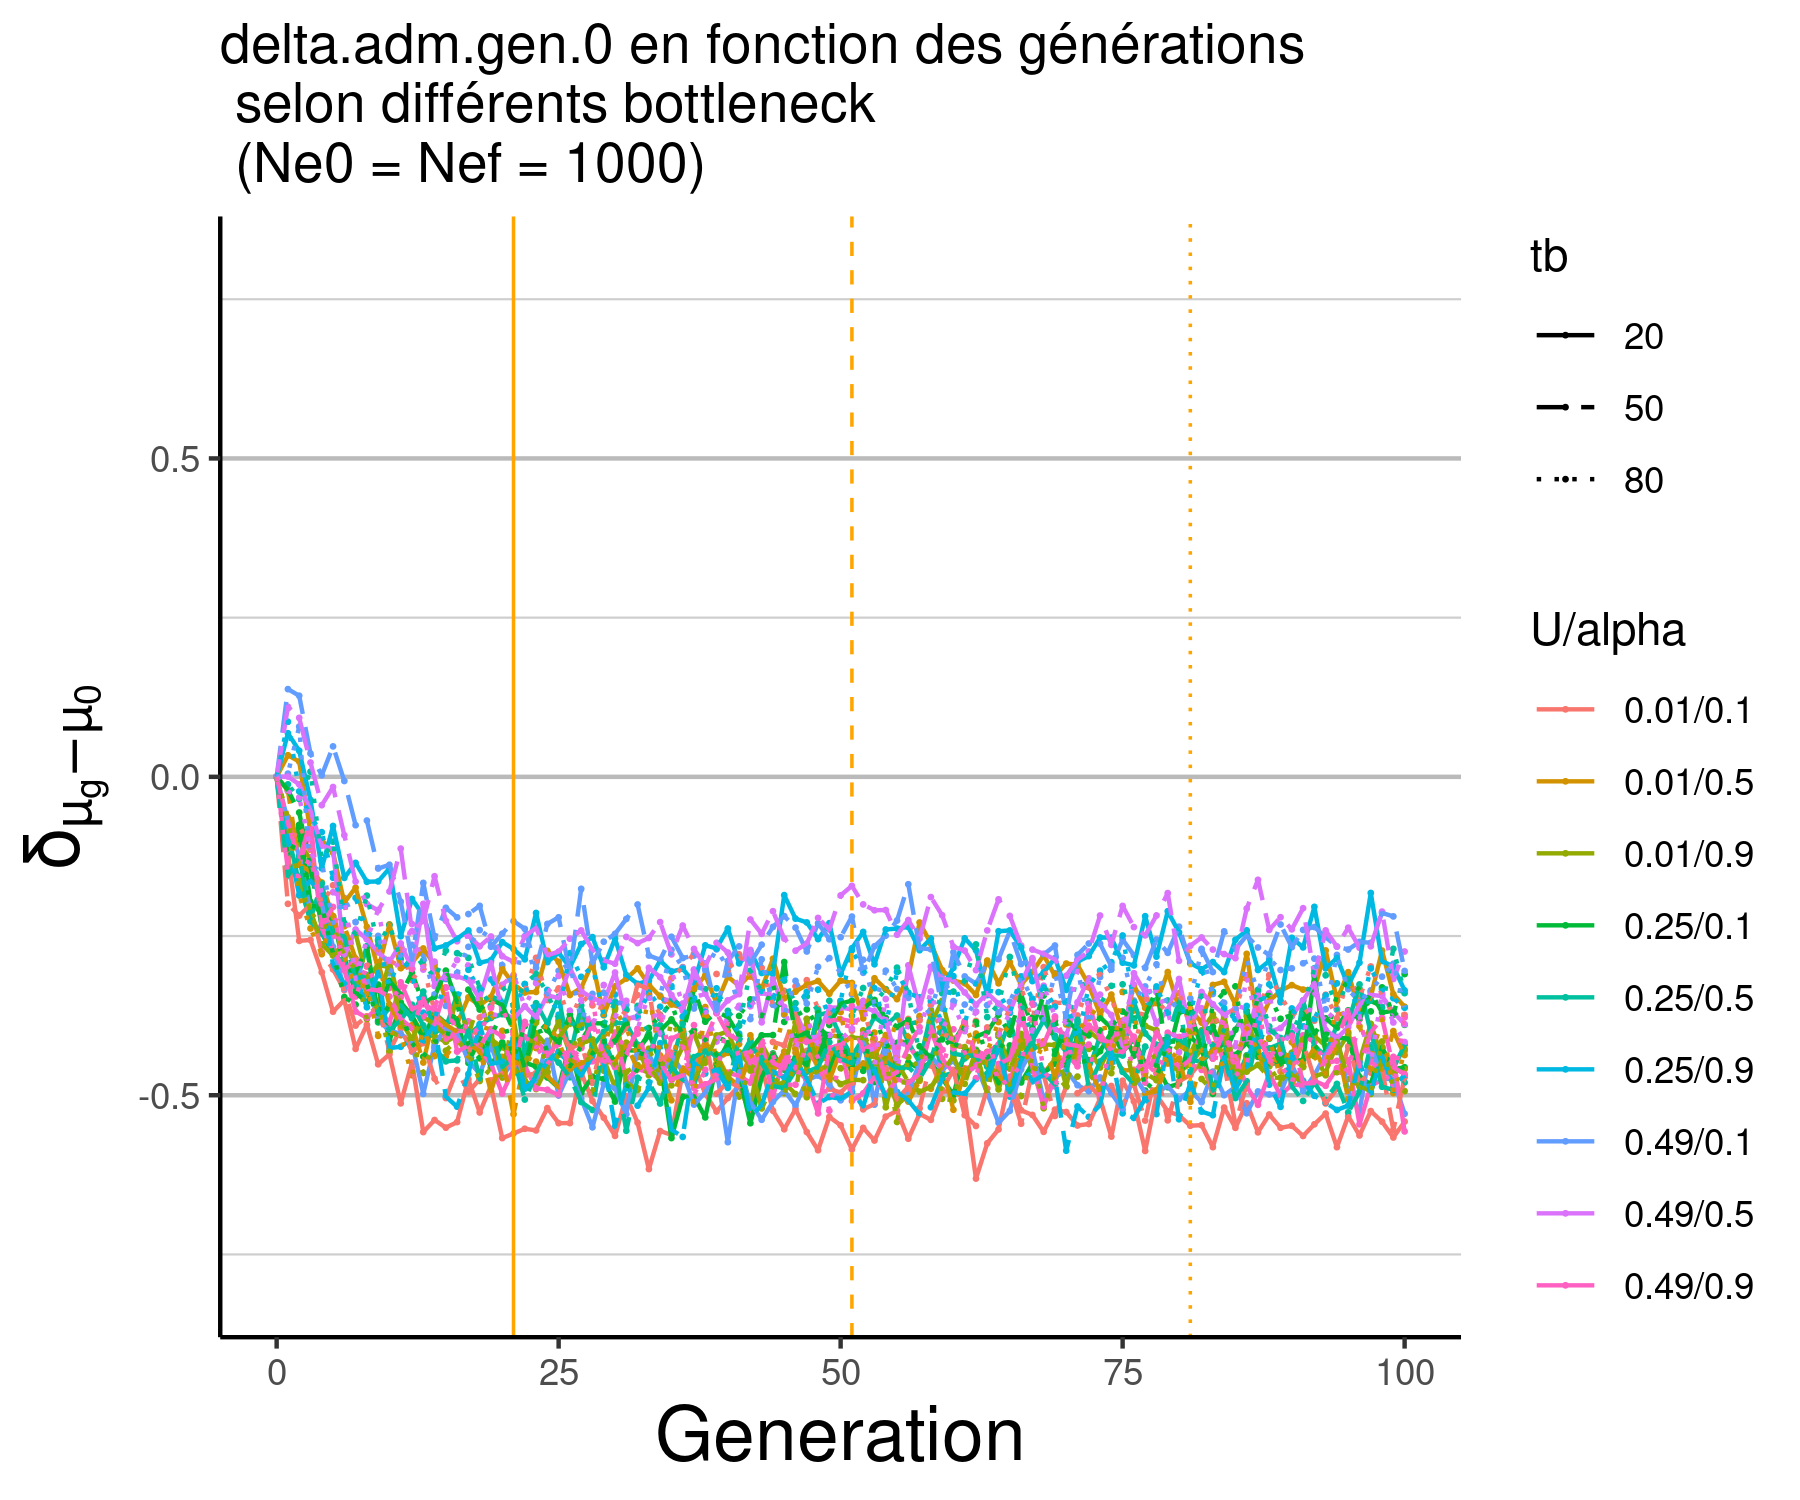 delta.adm.gen.0 en fonction des générations
selon différents bottleneck
(Ne0 = Nef = 1000)
δμg−μ0
0.5
0.0
-0.5
0
25
50
75
100
Generation
tb
20
50
80
U/alpha
0.01/0.1
0.01/0.5
0.01/0.9
0.25/0.1
0.25/0.5
0.25/0.9
0.49/0.1
0.49/0.5
0.49/0.9